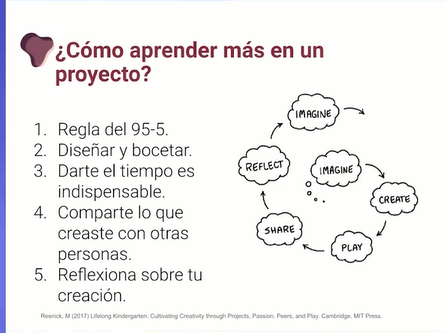 ¿Cómo aprender más en un
proyecto?
1. Regla del 95-5.
2. Diseñar y bocetar.
3. Darte el tiempo es
indispensable.
4. Comparte lo que
creaste con otras
personas.
5. Reflexiona sobre tu
creación.
IMAGINE
REFLECT
IMAGINE
CREATE
SHARE
PLAY
Resnick, M (2017) Lifelong Kindergarten: Cultivating Creativity through Projects, Passion, Peers, and Play. Cambridge, MIT Press.